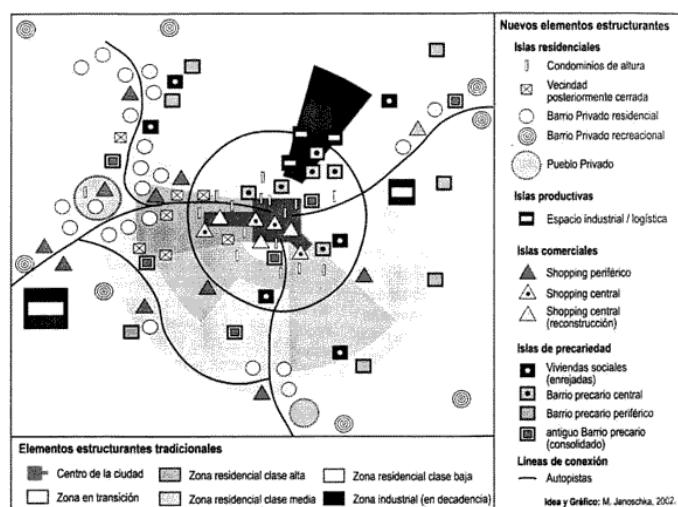 Nuevos elementos estructurantes
Islas residenciales
Condominios de altura
Vecindad
posteriormente cerrada
Barrio Privado residencial
Barrio Privado recreacional
Pueblo Privado
Islas productivas
Espacio industrial / logística
Islas comerciales
Shopping periférico
Shopping central
Shopping central
(reconstrucción)
Islas de precariedad
Viviendas sociales
(enrejadas)
Barrio precario central
Barrio precario periférico
antiguo Barrio precario
(consolidado)
Líneas de conexión
Autopistas
Idea y Gráfico: M. Janoschka, 2002.
Elementos estructurantes tradicionales
Centro de la ciudad
Zona residencial clase alta
Zona residencial clase baja
Zona en transición
Zona residencial clase media
Zona industrial (en decadencia)